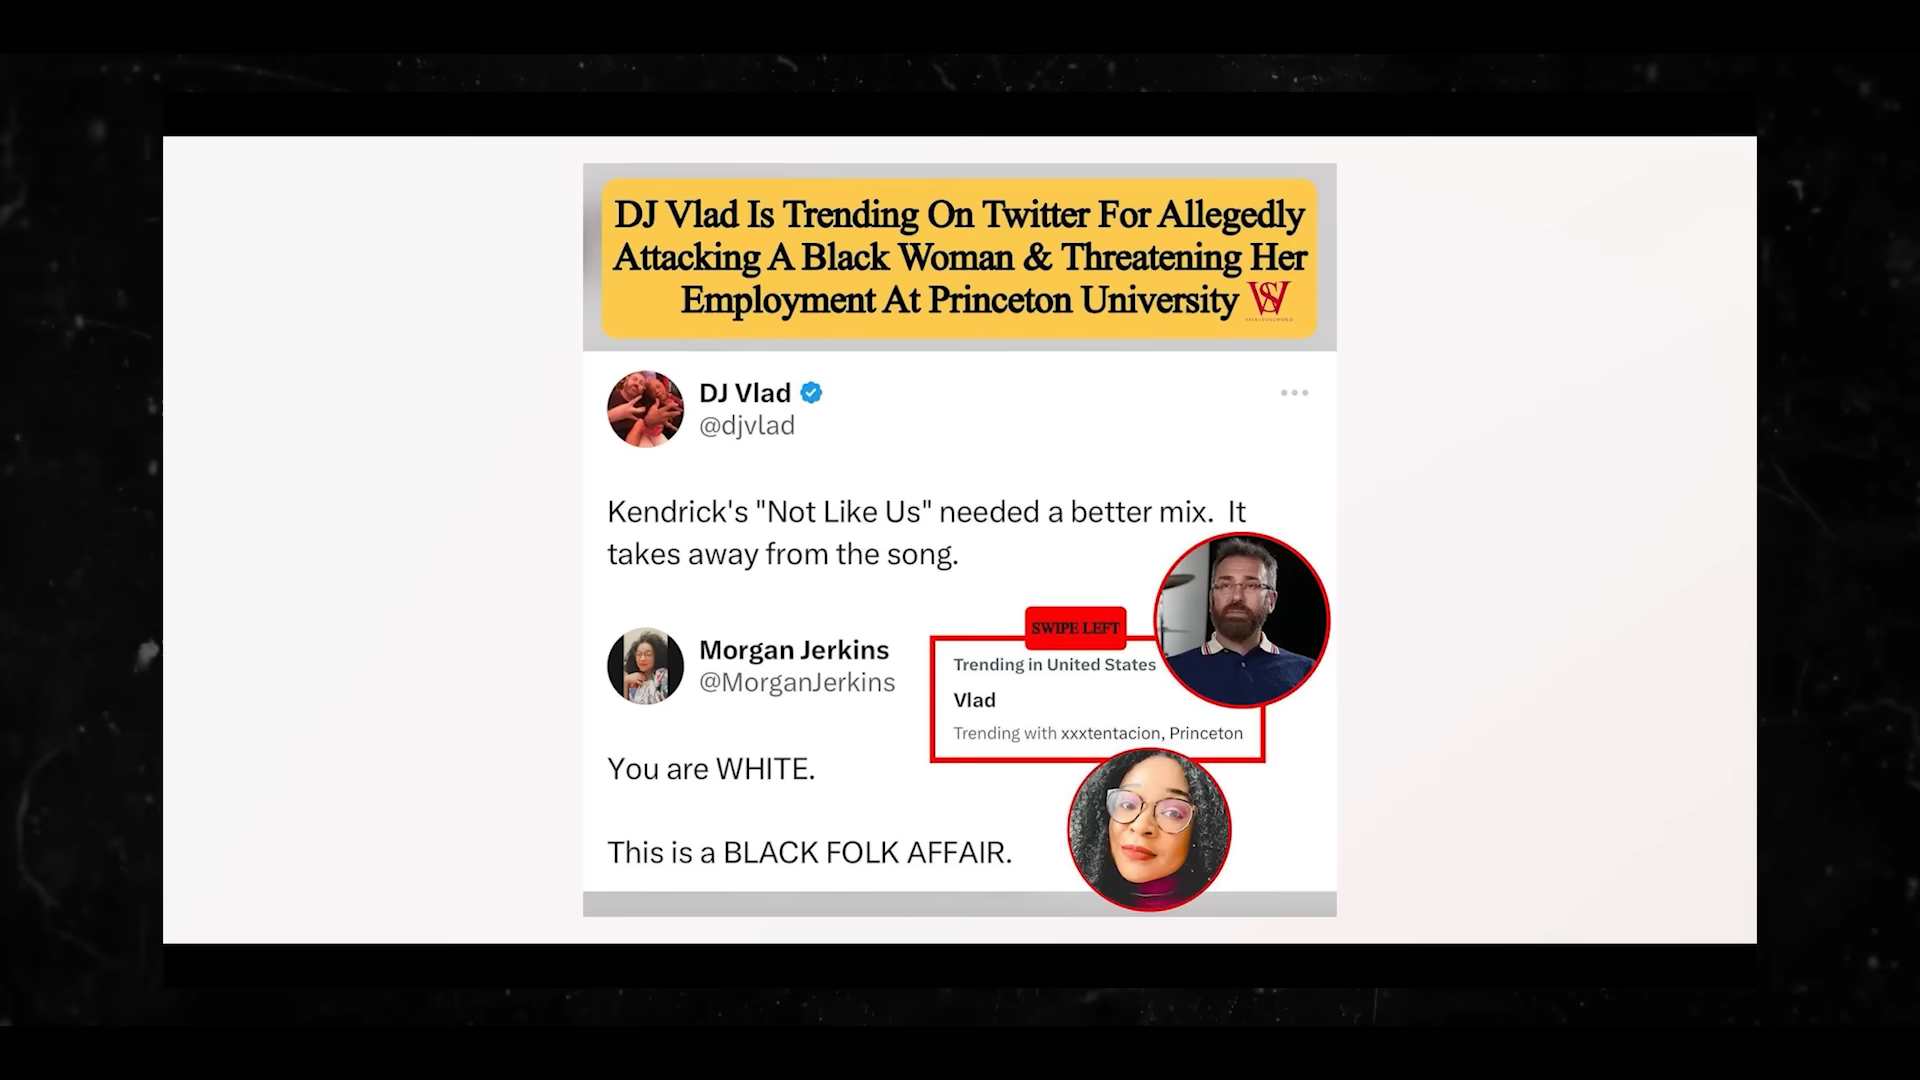 DJ Vlad Is Trending On Twitter For Allegedly
Attacking A Black Woman & Threatening Her
Employment At Princeton University
SW
SPIRITUALWORD
DJ Vlad
@djvlad
Kendrick's "Not Like Us" needed a better mix. It
takes away from the song.
SWIPE LEFT
Morgan Jerkins
@MorganJerkins
Trending in United States
Vlad
Trending with xxxtentacion, Princeton
You are WHITE.
This is a BLACK FOLK AFFAIR.